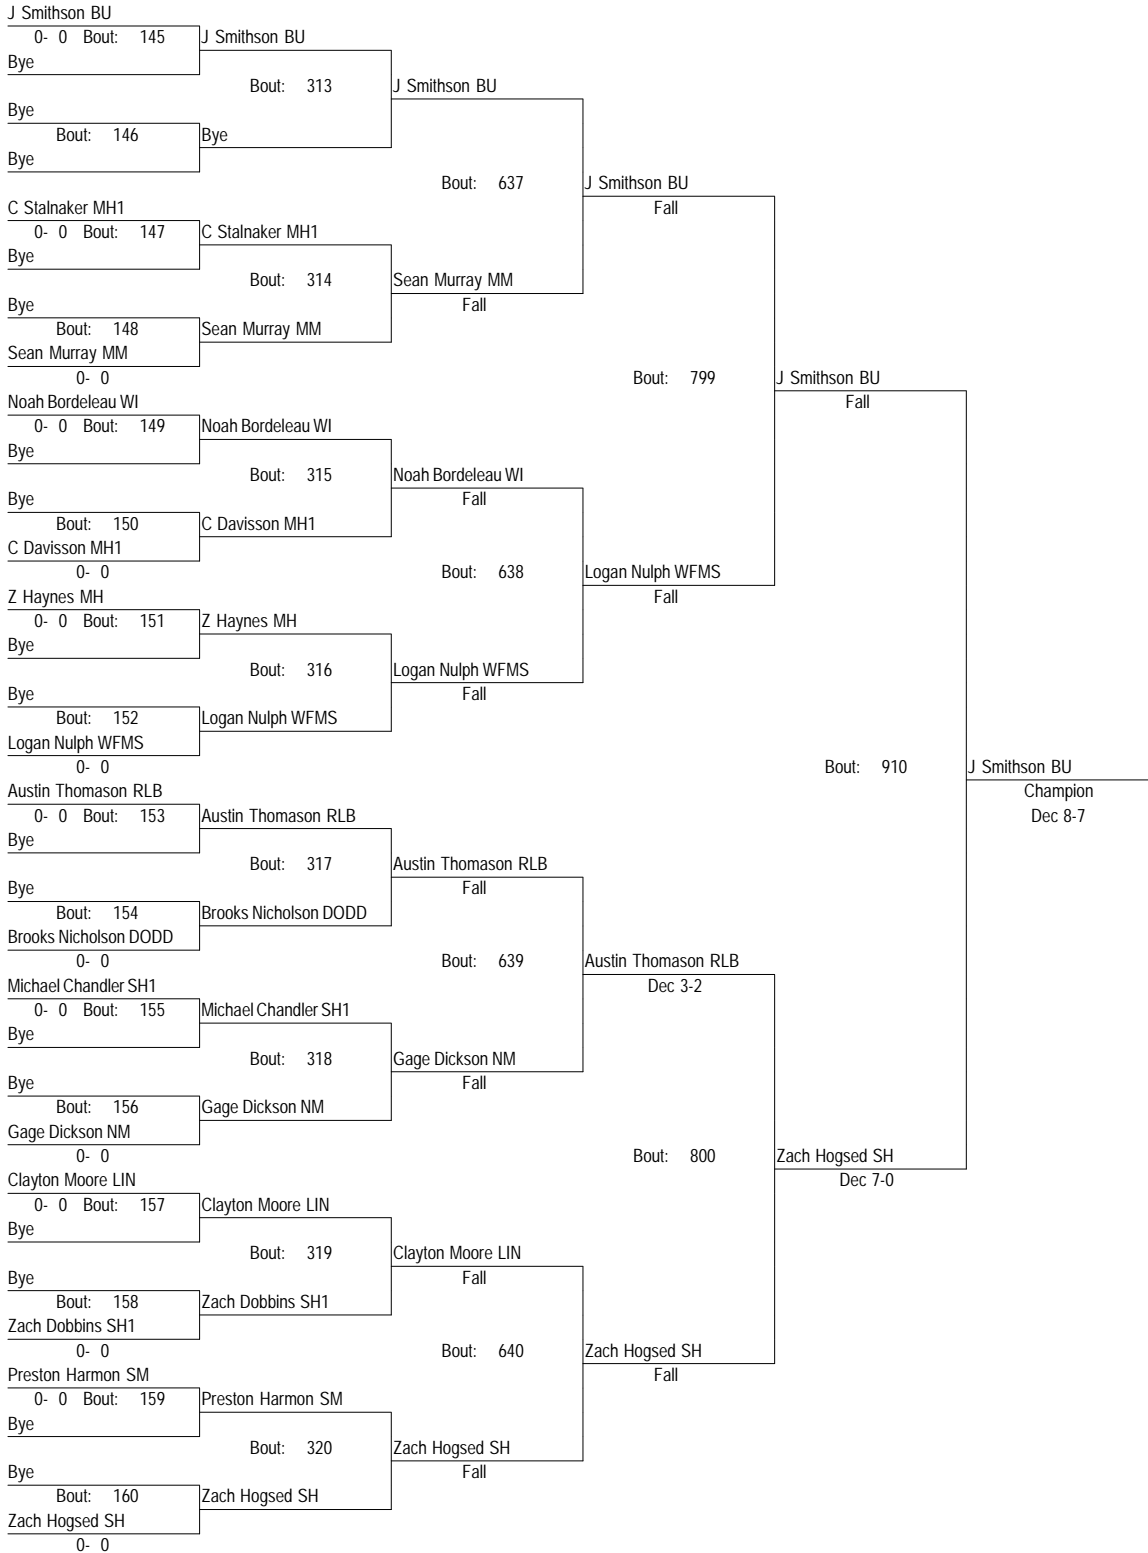 J Smithson BU
0- 0 Bout: 145 J Smithson BU
Bye
Bout: 313 J Smithson BU
Bye
Bout: 146 Bye
Bye
Bout: 637 J Smithson BU
Fall
C Stalnaker MH1
0- 0 Bout: 147 C Stalnaker MH1
Bye
Bout: 314 Sean Murray MM
Bye Fall
Bout: 148 Sean Murray MM
Sean Murray MM
0- 0 Bout: 799 J Smithson BU
Noah Bordeleau WI Fall
0- 0 Bout: 149 Noah Bordeleau WI
Bye
Bout: 315 Noah Bordeleau WI
Bye Fall
Bout: 150 C Davisson MH1
C Davisson MH1
0- 0 Bout: 638 Logan Nulph WFMS
Z Haynes MH Fall
0- 0 Bout: 151 Z Haynes MH
Bye
Bout: 316 Logan Nulph WFMS
Bye Fall
Bout: 152 Logan Nulph WFMS
Logan Nulph WFMS
0- 0 Bout: 910 J Smithson BU
Austin Thomason RLB Champion
0- 0 Bout: 153 Austin Thomason RLB Dec 8-7
Bye
Bout: 317 Austin Thomason RLB
Bye Fall
Bout: 154 Brooks Nicholson DODD
Brooks Nicholson DODD
0- 0 Bout: 639 Austin Thomason RLB
Michael Chandler SH1 Dec 3-2
0- 0 Bout: 155 Michael Chandler SH1
Bye
Bout: 318 Gage Dickson NM
Bye Fall
Bout: 156 Gage Dickson NM
Gage Dickson NM
0- 0 Bout: 800 Zach Hogsed SH
Clayton Moore LIN Dec 7-0
0- 0 Bout: 157 Clayton Moore LIN
Bye
Bout: 319 Clayton Moore LIN
Bye Fall
Bout: 158 Zach Dobbins SH1
Zach Dobbins SH1
0- 0 Bout: 640 Zach Hogsed SH
Preston Harmon SM Fall
0- 0 Bout: 159 Preston Harmon SM
Bye
Bout: 320 Zach Hogsed SH
Bye Fall
Bout: 160 Zach Hogsed SH
Zach Hogsed SH
0- 0